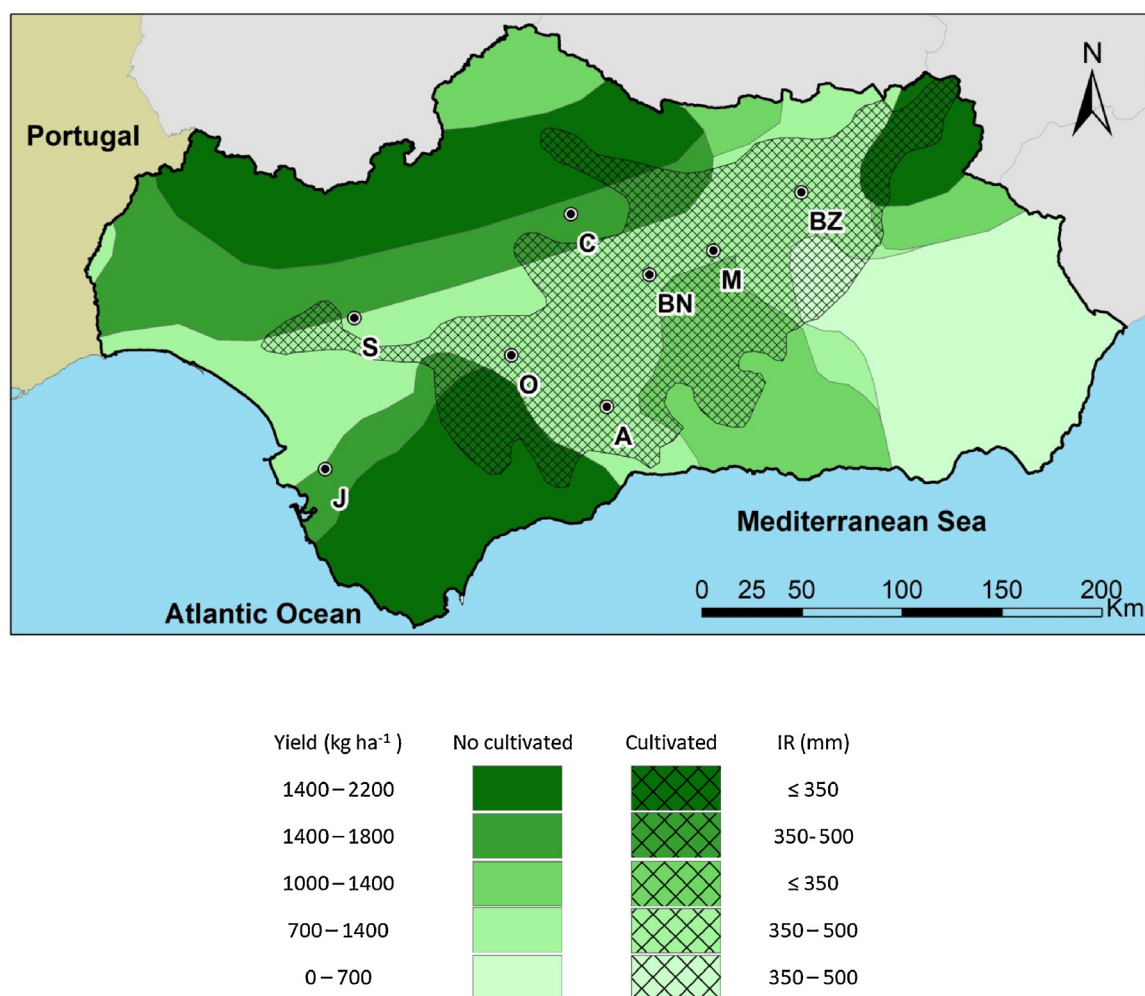 N
Portugal
BZ
C
M
BN
S
O
A
J
Mediterranean Sea
0 50 100 150 200
Km
Atlantic Ocean
Yield (kg ha⁻¹ ) No cultivated Cultivated IR (mm)
1400 – 2200 ≤ 350
1400 – 1800 350- 500
1000 – 1400 ≤ 350
700 – 1400 350 – 500
0 – 700 350 – 500